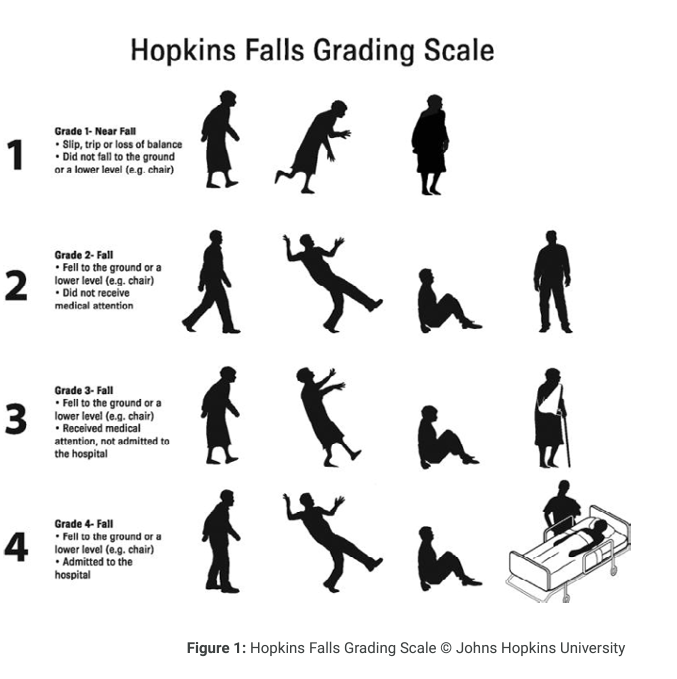 Hopkins Falls Grading Scale
1
Grade 1- Near Fall
• Slip, trip or loss of balance
• Did not fall to the ground
or a lower level (e.g. chair)
2
Grade 2- Fall
• Fell to the ground or a
lower level (e.g. chair)
• Did not receive
medical attention
3
Grade 3- Fall
• Fell to the ground or a
lower level (e.g. chair)
• Received medical
attention, not admitted to
the hospital
4
Grade 4- Fall
• Fell to the ground or a
lower level (e.g. chair)
• Admitted to the
hospital
Figure 1: Hopkins Falls Grading Scale © Johns Hopkins University